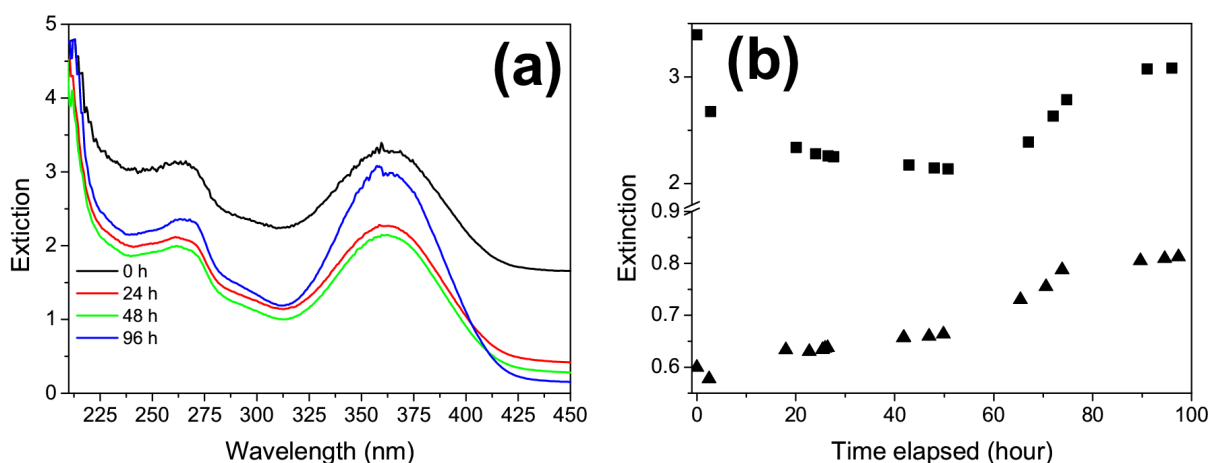 (a)
5
4
3
2
1
0
Extiction
0 h
24 h
48 h
96 h
225 250 275 300 325 350 375 400 425 450
Wavelength (nm)
(b)
3
2
0.9
0.8
0.7
0.6
Extinction
0 20 40 60 80 100
Time elapsed (hour)